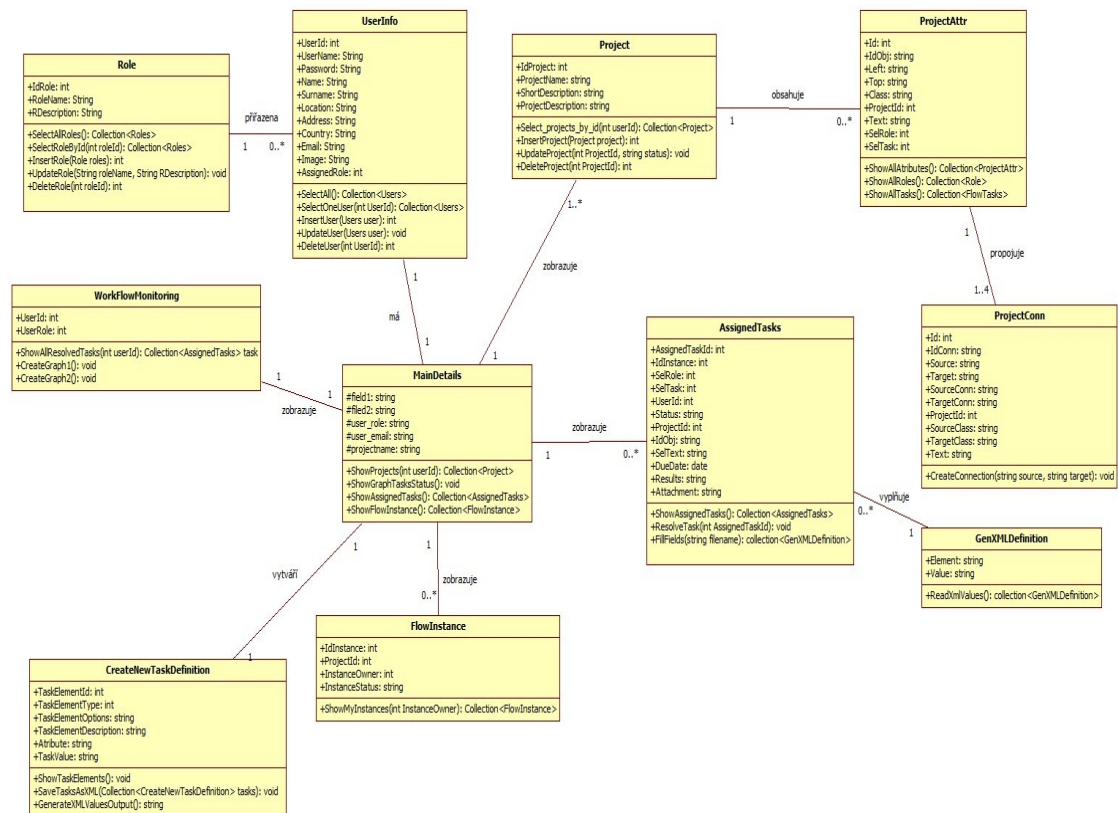 Role
+IdRole: int
+RoleName: String
+RDescription: String
+SelectAllRoles(): Collection<Roles>
+SelectRoleById(int roleId): Collection<Roles>
+InsertRole(Role roles): int
+UpdateRole(String roleName, String RDescription): void
+DeleteRole(int roleId): int
přiřazena
1
0..*
UserInfo
+UserId: int
+UserName: String
+Password: String
+Name: String
+Surname: String
+Location: String
+Address: String
+Country: String
+Email: String
+Image: String
+AssignedRole: int
+SelectAll(): Collection<Users>
+SelectOneUser(int UserId): Collection<Users>
+InsertUser(Users user): int
+UpdateUser(Users user): void
+DeleteUser(int UserId): int
1
má
1
Project
+IdProject: int
+ProjectName: string
+ShortDescription: string
+ProjectDescription: string
+Select_projects_by_id(int userId): Collection<Project>
+InsertProject(Project project): int
+UpdateProject(int ProjectId, string status): void
+DeleteProject(int ProjectId): int
obsahuje
1
0..*
1..*
zobrazuje
1
ProjectAttr
+Id: int
+IdObj: string
+Left: string
+Top: string
+Class: string
+ProjectId: int
+Text: string
+SelRole: int
+SelTask: int
+ShowAllAtributes(): Collection<ProjectAttr>
+ShowAllRoles(): Collection<Role>
+ShowAllTasks(): Collection<FlowTasks>
1
propojuje
1..4
WorkFlowMonitoring
+UserId: int
+UserRole: int
+ShowAllResolvedTasks(int userId): Collection<AssignedTasks> task
+CreateGraph1(): void
+CreateGraph2(): void
1
zobrazuje
1
MainDetails
#field1: string
#filed2: string
#user_role: string
#user_email: string
#projectname: string
+ShowProjects(int userId): Collection<Project>
+ShowGraphTasksStatus(): void
+ShowAssignedTasks(): Collection<AssignedTasks>
+ShowFlowInstance(): Collection<FlowInstance>
zobrazuje
1
0..*
AssignedTasks
+AssignedTaskId: int
+IdInstance: int
+SelRole: int
+SelTask: int
+UserId: int
+Status: string
+ProjectId: int
+IdObj: string
+SelText: string
+DueDate: date
+Results: string
+Attachment: string
+ShowAssignedTasks(): Collection<AssignedTasks>
+ResolveTask(int AssignedTaskId): void
+FillFields(string filename): collection<GenXMLDefinition>
ProjectConn
+Id: int
+IdConn: string
+Source: string
+Target: string
+SourceConn: string
+TargetConn: string
+ProjectId: int
+SourceClass: string
+TargetClass: string
+Text: string
+CreateConnection(string source, string target): void
vyplňuje
0..*
1
GenXMLDefinition
+Element: string
+Value: string
+ReadXmlValues(): collection<GenXMLDefinition>
1
vytváří
1
1
zobrazuje
0..*
FlowInstance
+IdInstance: int
+ProjectId: int
+InstanceOwner: int
+InstanceStatus: string
+ShowMyInstances(int InstanceOwner): Collection<FlowInstance>
CreateNewTaskDefinition
+TaskElementId: int
+TaskElementType: int
+TaskElementOptions: string
+TaskElementDescription: string
+Atribute: string
+TaskValue: string
+ShowTaskElements(): void
+SaveTasksAsXML(Collection<CreateNewTaskDefinition> tasks): void
+GenerateXMLValuesOutput(): string